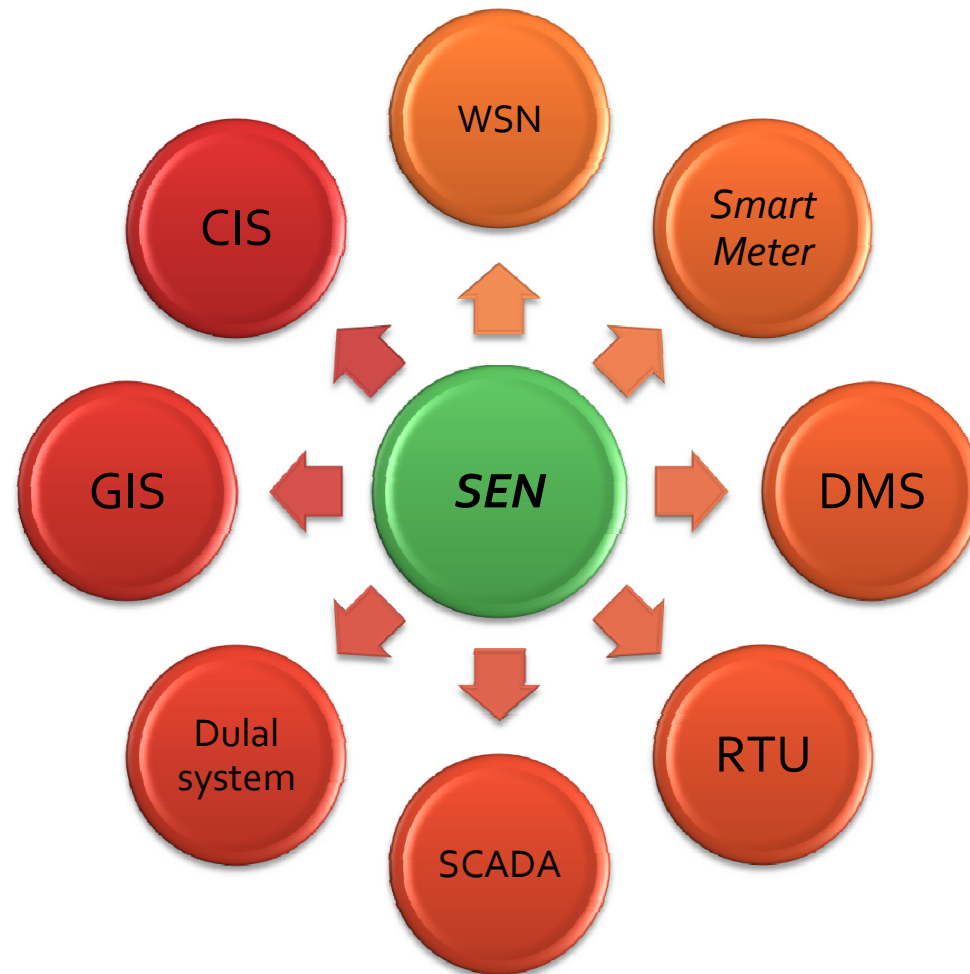 WSN
Smart
Meter
DMS
RTU
SCADA
Dulal
system
GIS
CIS
SEN